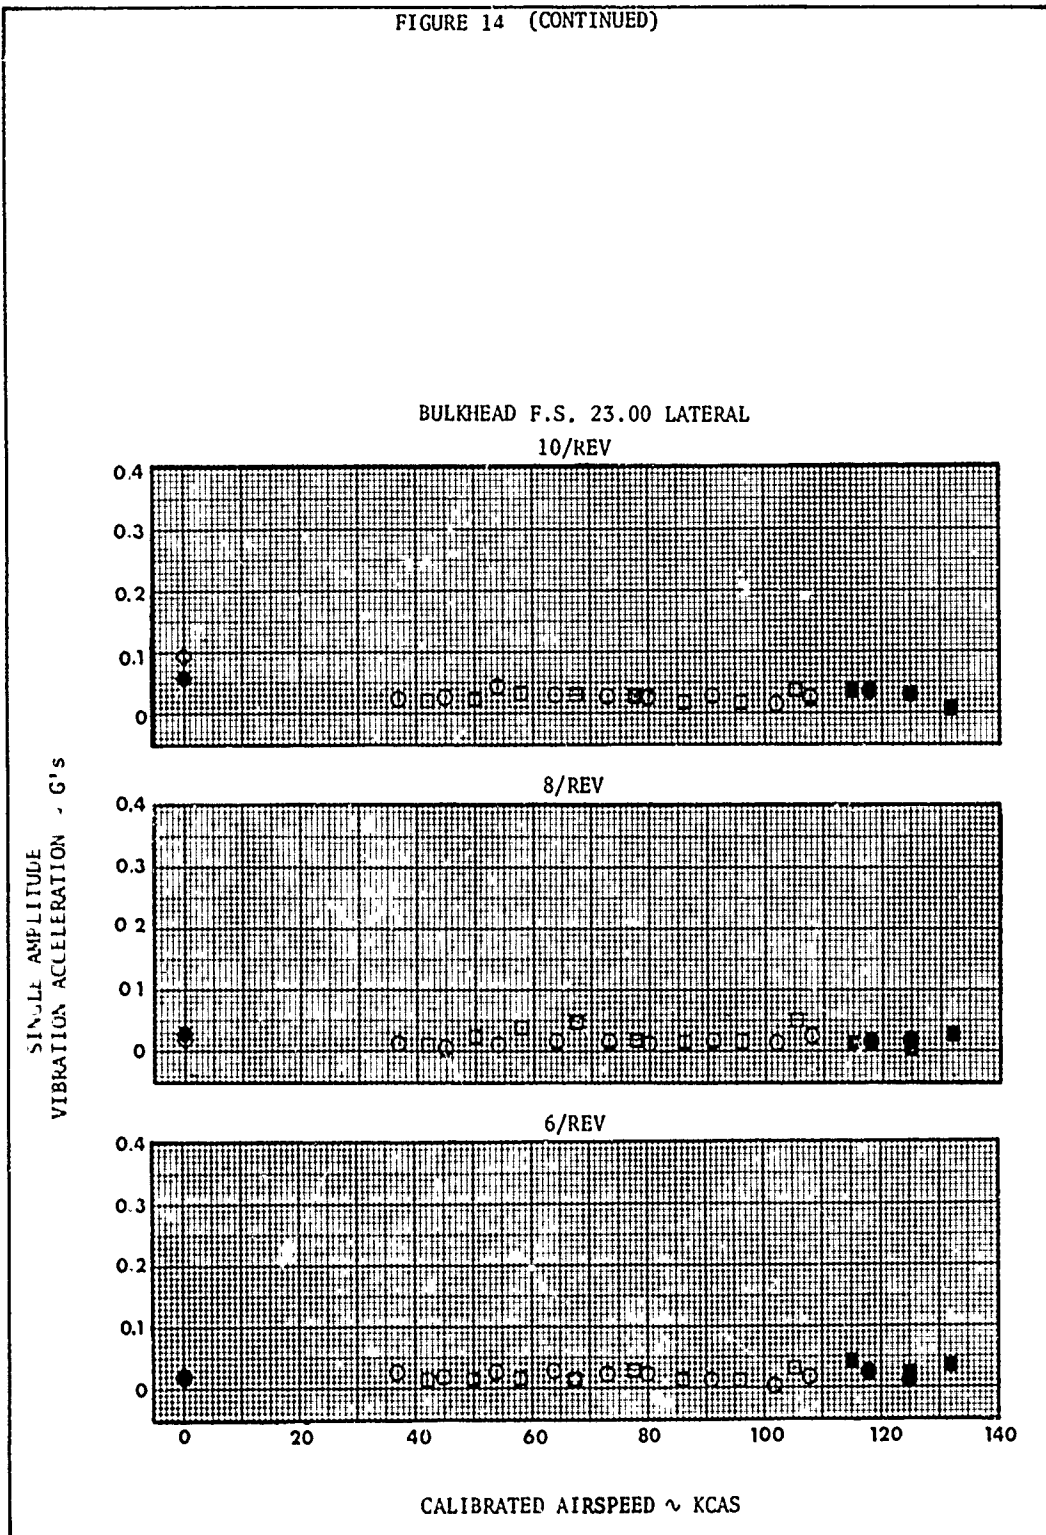 FIGURE 14 (CONTINUED)
BULKHEAD F.S. 23.00 LATERAL
10/REV
0.4
0.3
0.2
0.1
0
8/REV
0.4
0.3
0 2
0 1
0
6/REV
0.4
0.3
0.2
0.1
0
0 20 40 60 80 100 120 140
SINGLE AMPLITUDE
VIBRATION ACCELERATION - G's
CALIBRATED AIRSPEED ~ KCAS